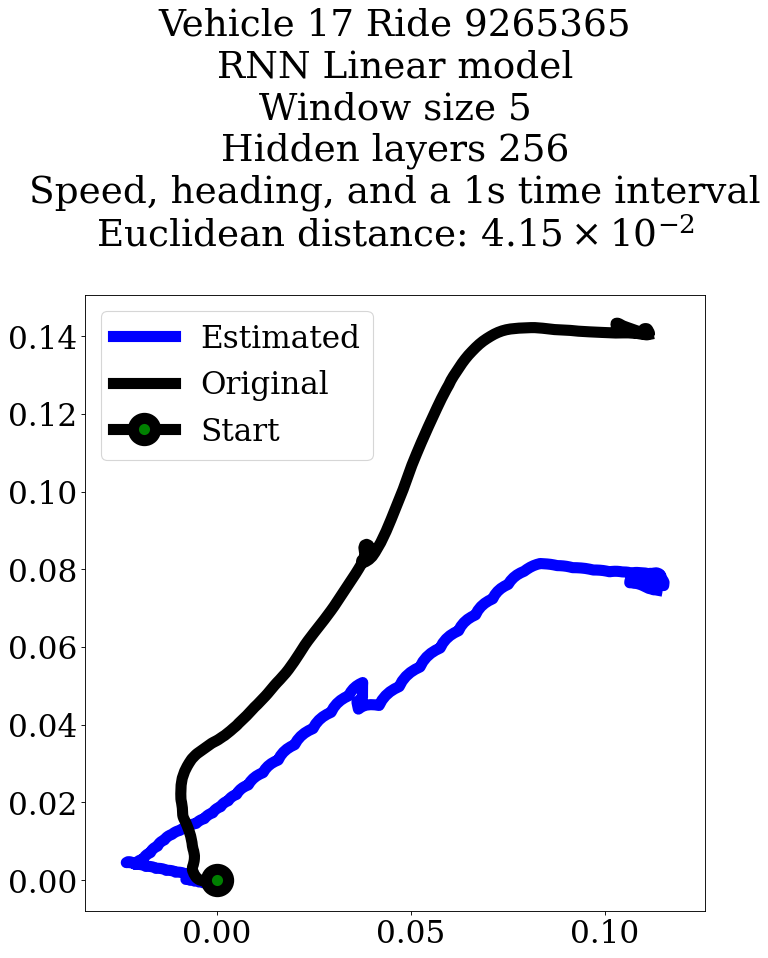 Vehicle 17 Ride 9265365
RNN Linear model
Window size 5
Hidden layers 256
Speed, heading, and a 1s time interval
Euclidean distance: 4.15 × 10⁻²
Estimated
Original
Start
0.14
0.12
0.10
0.08
0.06
0.04
0.02
0.00
0.00 0.05 0.10